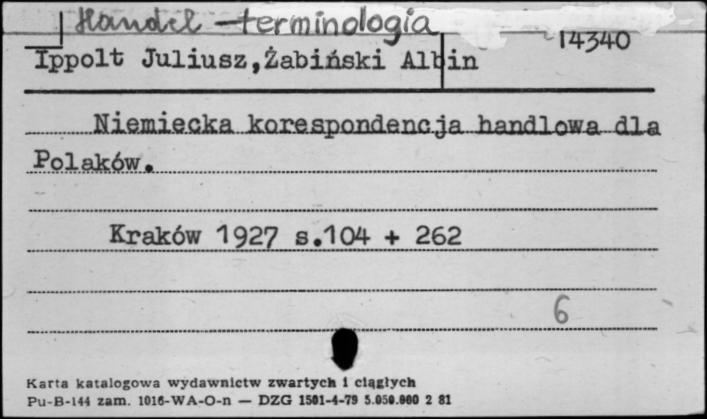 Handel - terminologia
14340
Ippolt Juliusz,Żabiński Albin
Niemiecka korespondencja handlowa dla
Polaków.
Kraków 1927 s.104 + 262
6
Karta katalogowa wydawnictw zwartych i ciągłych
Pu-B-144 zam. 1016-WA-O-n — DZG 1501-4-79 5.050.000 2 81